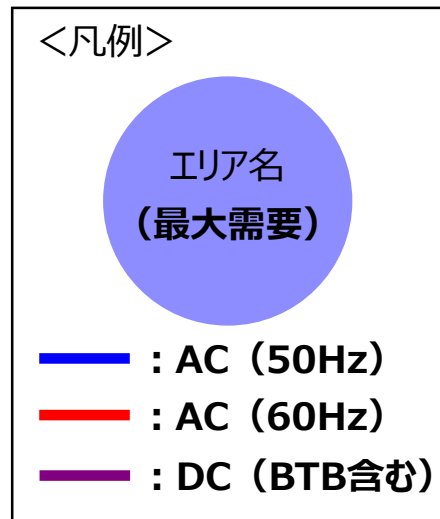 ＜凡例＞
エリア名
（最大需要）
：AC（50Hz）
：AC（60Hz）
：DC（BTB含む）